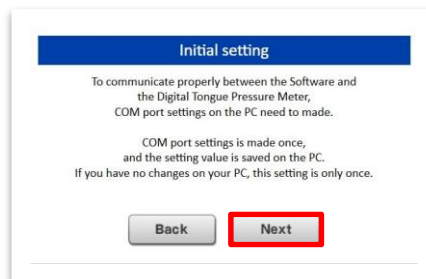 Initial setting
To communicate properly between the Software and
the Digital Tongue Pressure Meter,
COM port settings on the PC need to made.
COM port settings is made once,
and the setting value is saved on the PC.
If you have no changes on your PC, this setting is only once.
Back Next